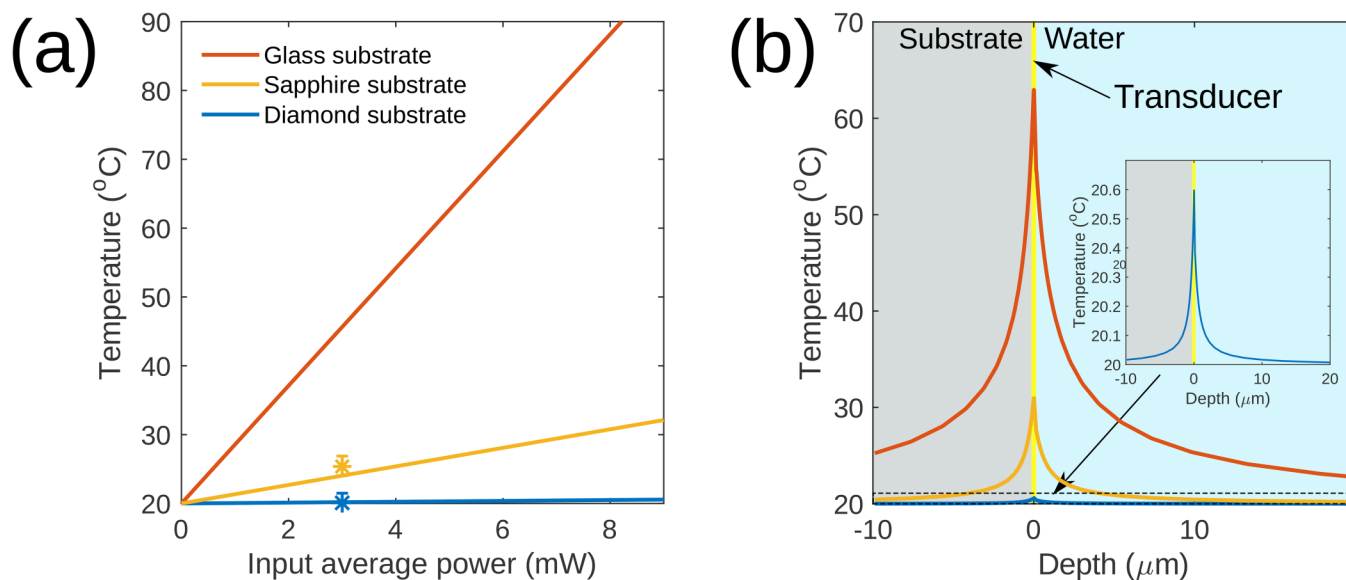 (a)
90
80
70
60
50
40
30
20
Temperature (°C)
Glass substrate
Sapphire substrate
Diamond substrate
0 2 4 6 8
Input average power (mW)
(b)
70
60
50
40
30
20
Temperature (°C)
Substrate Water
Transducer
20.6
20.5
20.4
20.3
20.2
20.1
20
20
Temperature (°C)
-10 0 10 20
Depth (μm)
-10 0 10
Depth (μm)